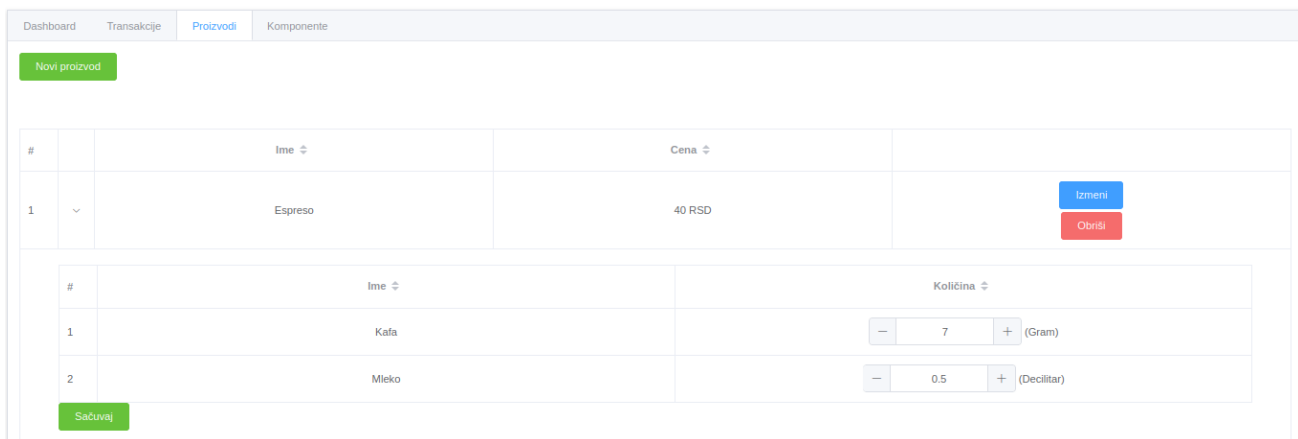 Dashboard Transakcije Proizvodi Komponente
Novi proizvod
# Ime Cena
1 Espreso 40 RSD Izmeni
Obriši
# Ime Količina
1 Kafa 7 (Gram)
2 Mleko 0.5 (Decilitar)
Sačuvaj